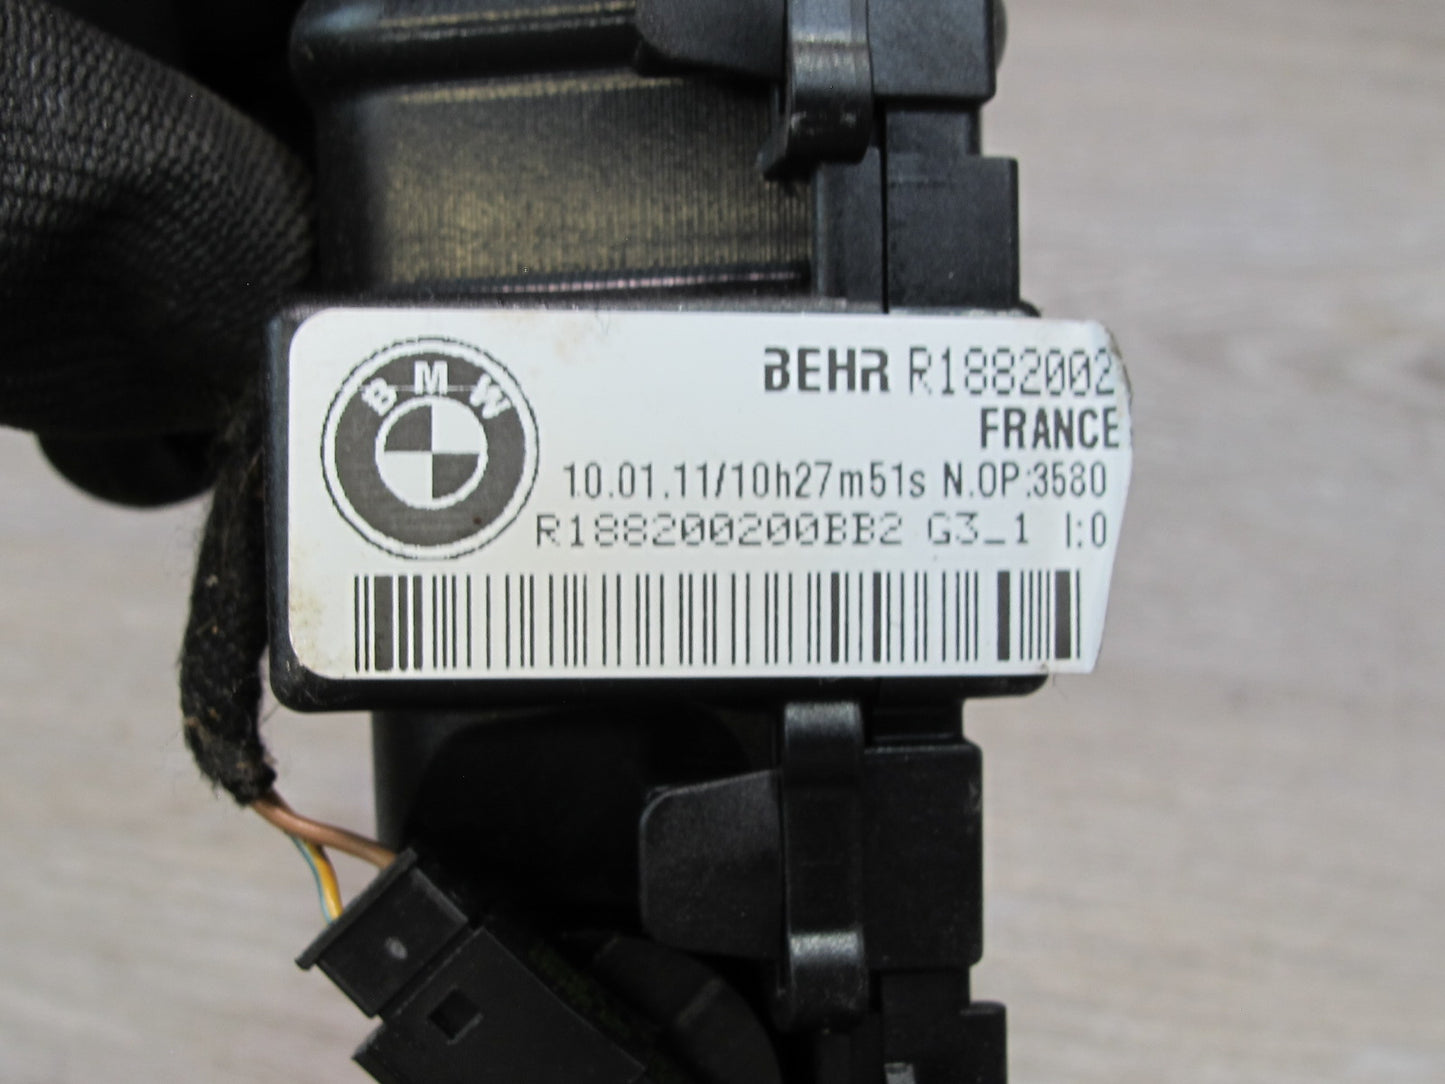 BMW
BEHR R1882002
FRANCE
10.01.11/10h27m51s N.OP:3580
R188200200BB2 G3_1 I:0